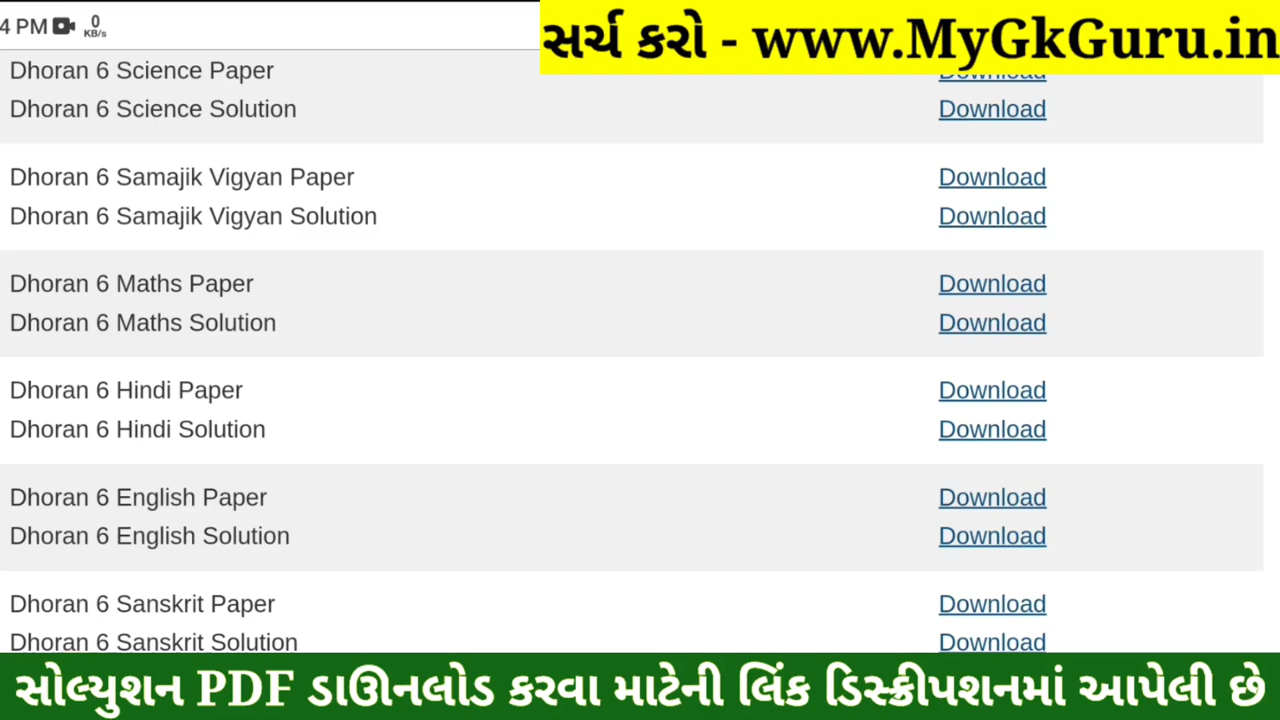 4 PM 0 KB/s
સર્ચ કરો - www.MyGkGuru.in
Dhoran 6 Science Paper Download
Dhoran 6 Science Solution Download
Dhoran 6 Samajik Vigyan Paper Download
Dhoran 6 Samajik Vigyan Solution Download
Dhoran 6 Maths Paper Download
Dhoran 6 Maths Solution Download
Dhoran 6 Hindi Paper Download
Dhoran 6 Hindi Solution Download
Dhoran 6 English Paper Download
Dhoran 6 English Solution Download
Dhoran 6 Sanskrit Paper Download
Dhoran 6 Sanskrit Solution Download
સોલ્યુશન PDF ડાઊનલોડ કરવા માટેની લિંક ડિસ્ક્રીપશનમાં આપેલી છે